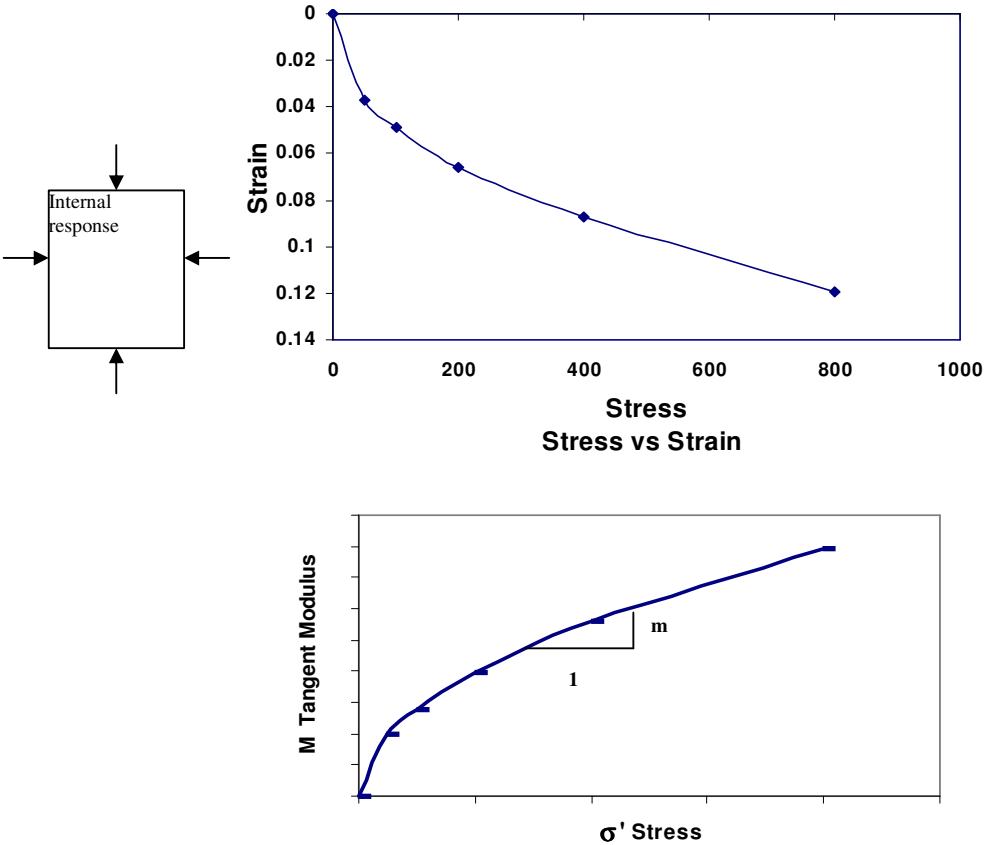 0
0.02
0.04
0.06
0.08
0.1
0.12
0.14
Strain
0 200 400 600 800 1000
Stress
Stress vs Strain
Internal
response
M Tangent Modulus
m
1
σ' Stress